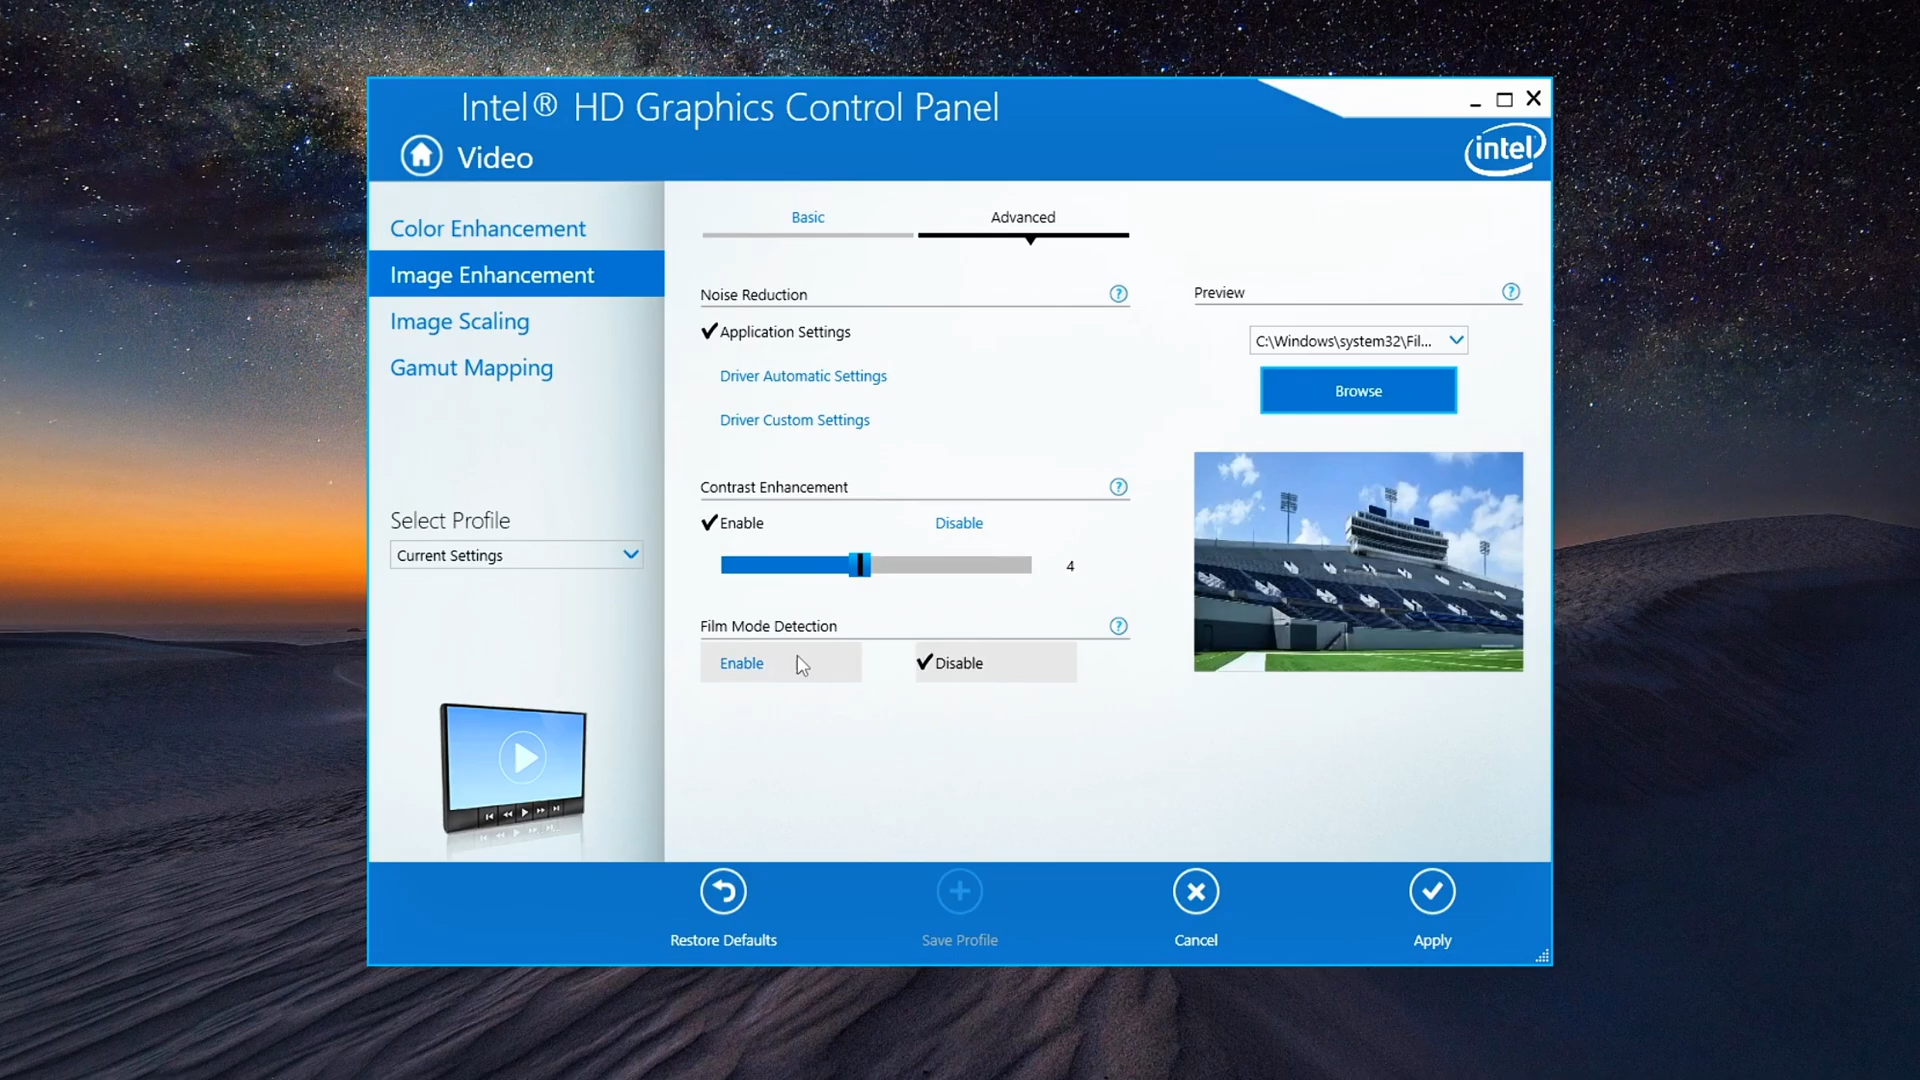 Intel® HD Graphics Control Panel
Video
intel
Color Enhancement
Image Enhancement
Image Scaling
Gamut Mapping
Select Profile
Current Settings
Basic
Advanced
Noise Reduction
?
Application Settings
Driver Automatic Settings
Driver Custom Settings
Contrast Enhancement
?
Enable
Disable
4
Film Mode Detection
?
Enable
Disable
Preview
?
C:\Windows\system32\Fil...
Browse
Restore Defaults
Save Profile
Cancel
Apply